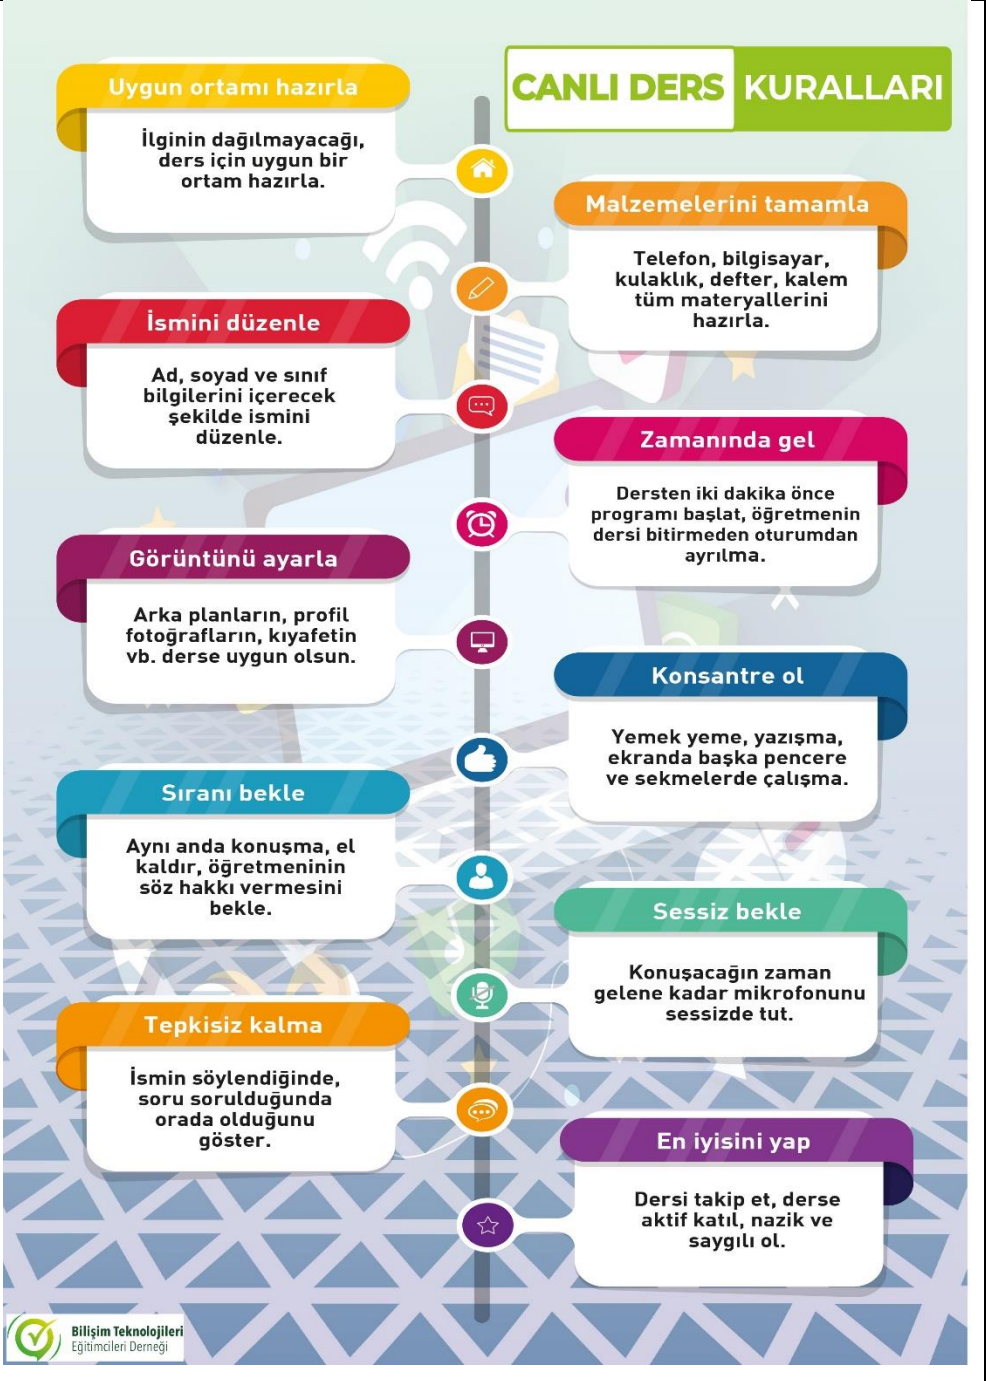 CANLI DERS KURALLARI
Uygun ortamı hazırla
İlginin dağılmayacağı,
ders için uygun bir
ortam hazırla.
Malzemelerini tamamla
Telefon, bilgisayar,
kulaklık, defter, kalem
tüm materyallerini
hazırla.
İsmini düzenle
Ad, soyad ve sınıf
bilgilerini içerecek
şekilde ismini
düzenle.
Zamanında gel
Dersten iki dakika önce
programı başlat, öğretmenin
dersi bitirmeden oturumdan
ayrılma.
Görüntünü ayarla
Arka planların, profil
fotoğrafların, kıyafetin
vb. derse uygun olsun.
Konsantre ol
Yemek yeme, yazışma,
ekranda başka pencere
ve sekmelerde çalışma.
Sıranı bekle
Aynı anda konuşma, el
kaldır, öğretmeninin
söz hakkı vermesini
bekle.
Sessiz bekle
Konuşacağın zaman
gelene kadar mikrofonunu
sessizde tut.
Tepkisiz kalma
İsmin söylendiğinde,
soru sorulduğunda
orada olduğunu
göster.
En iyisini yap
Dersi takip et, derse
aktif katıl, nazik ve
saygılı ol.
Bilişim Teknolojileri
Eğitimcileri Derneği